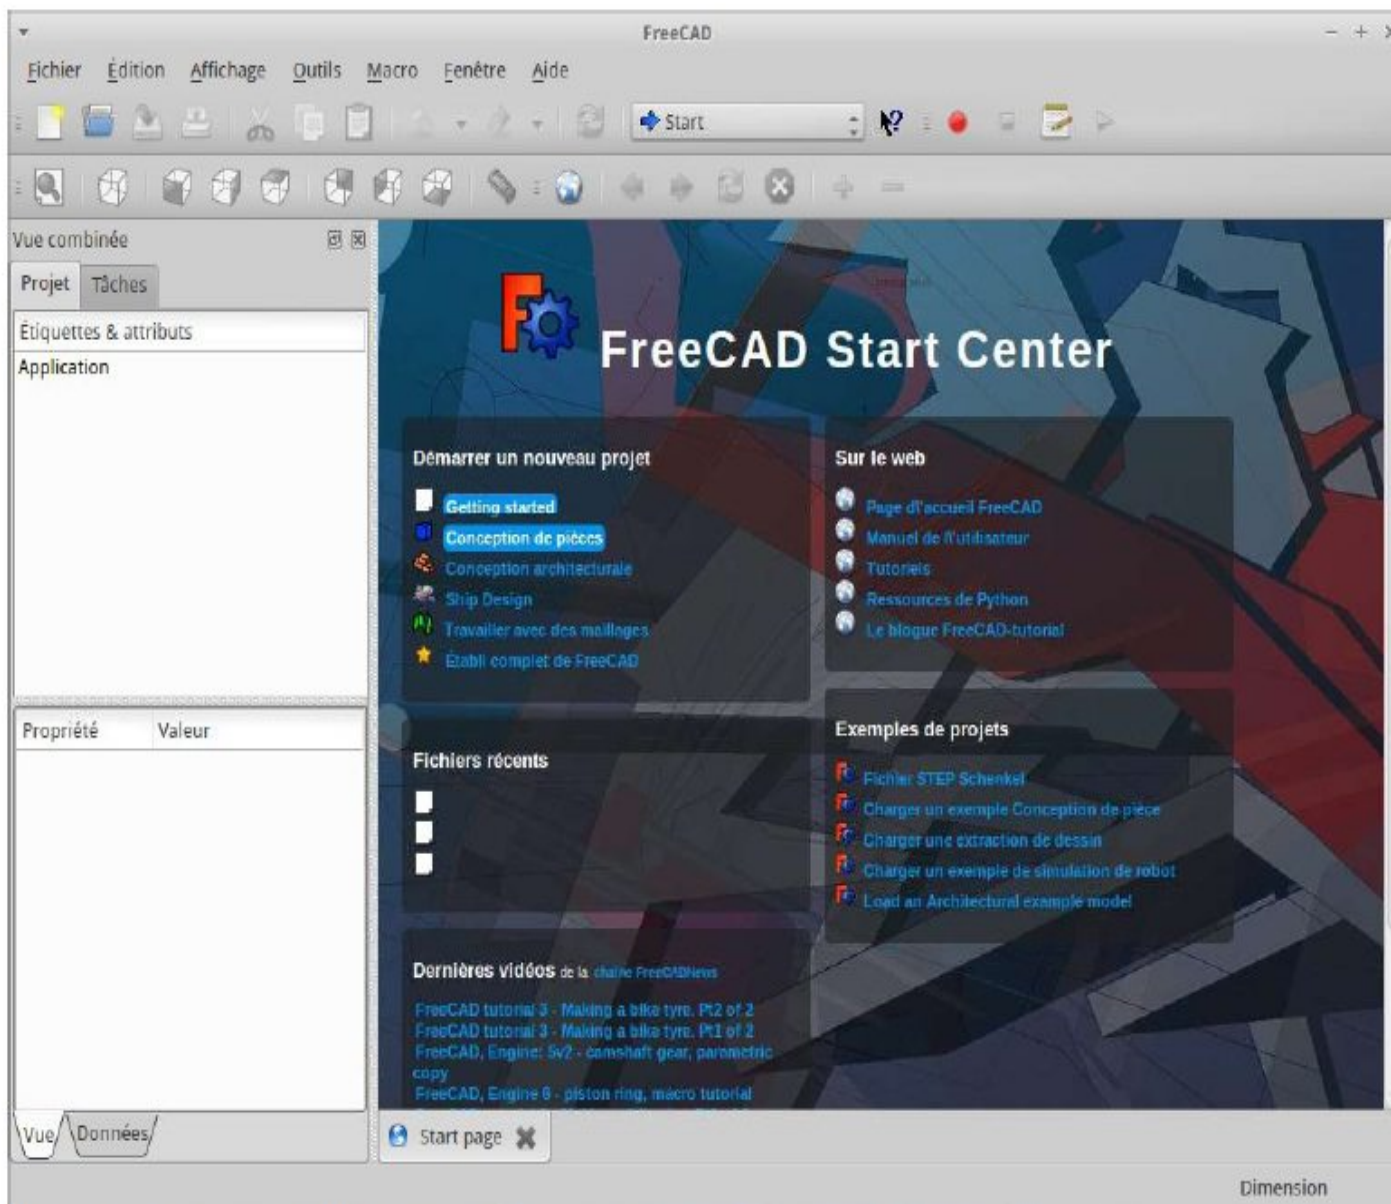 FreeCAD
Fichier Édition Affichage Outils Macro Fenêtre Aide
Start
Vue combinée
Projet Tâches
Étiquettes & attributs
Application
Propriété Valeur
Vue Données
FreeCAD Start Center
Démarrer un nouveau projet
Getting started
Conception de pièces
Conception architecturale
Ship Design
Travailler avec des maillages
Établi complet de FreeCAD
Fichiers récents
Dernières vidéos de la chaîne FreeCADNews
FreeCAD tutorial 3 - Making a bike tyre. Pt2 of 2
FreeCAD tutorial 3 - Making a bike tyre. Pt1 of 2
FreeCAD, Engine: 5v2 - camshaft gear, parametric
copy
FreeCAD, Engine 6 - piston ring, macro tutorial
Sur le web
Page d\'accueil FreeCAD
Manuel de l\'utilisateur
Tutoriels
Ressources de Python
Le blogue FreeCAD-tutorial
Exemples de projets
Fichier STEP Schenkel
Charger un exemple Conception de pièce
Charger une extraction de dessin
Charger un exemple de simulation de robot
Load an Architectural example model
Start page
Dimension